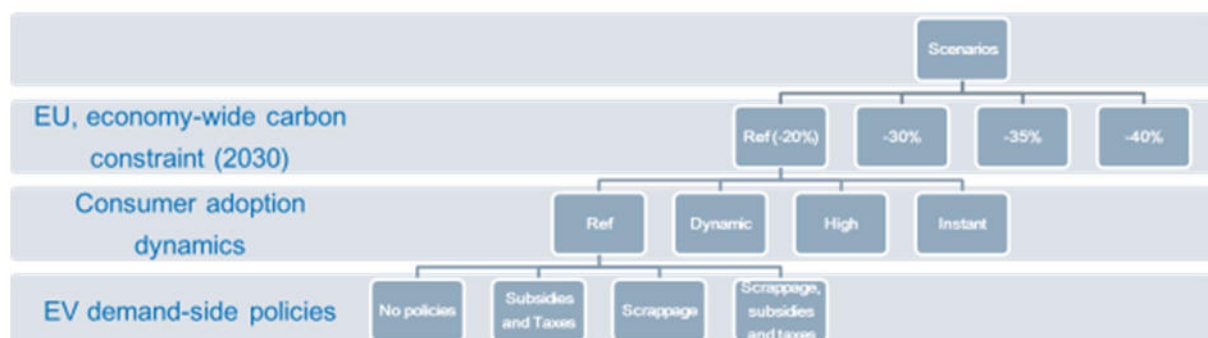 Scenarios
EU, economy-wide carbon
constraint (2030)
Ref (-20%)
-30%
-35%
-40%
Consumer adoption
dynamics
Ref
Dynamic
High
Instant
EV demand-side policies
No policies
Subsidies
and Taxes
Scrappage
Scrappage,
subsidies
and taxes